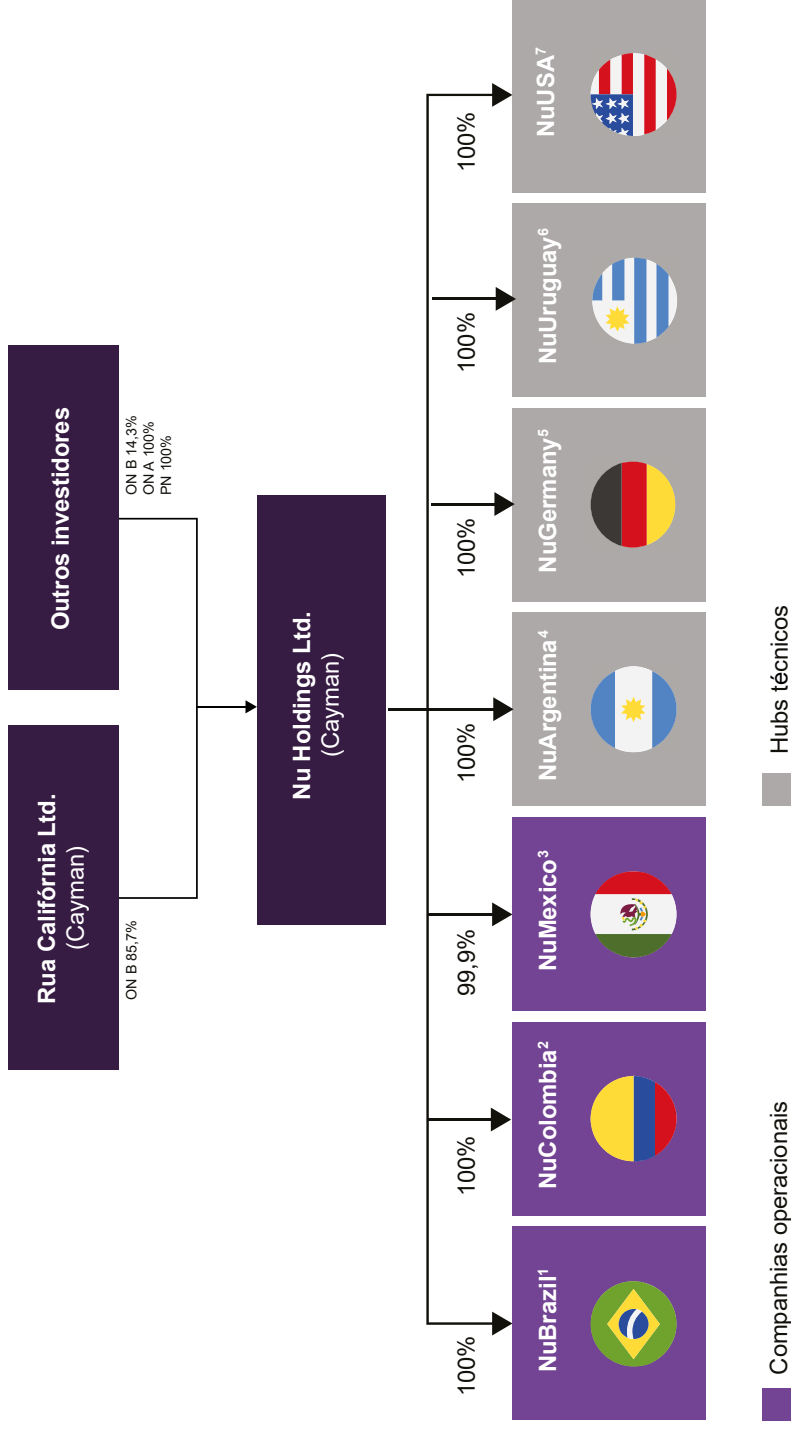 Rua Califórnia Ltd.
(Cayman)
Outros investidores
ON B 85,7%
ON B 14,3%
ON A 100%
PN 100%
Nu Holdings Ltd.
(Cayman)
100%
100%
99,9%
100%
100%
100%
100%
NuBrazil¹
NuColombia²
NuMexico³
NuArgentina⁴
NuGermany⁵
NuUruguay⁶
NuUSA⁷
Companhias operacionais
Hubs técnicos